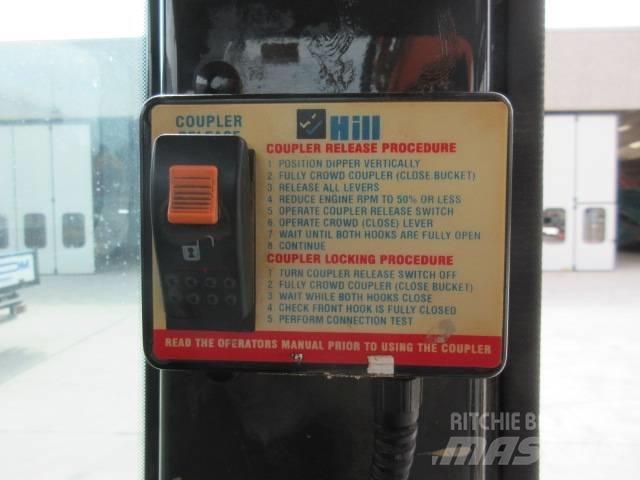 COUPLER
RELEASE
Hill
COUPLER RELEASE PROCEDURE
1 POSITION DIPPER VERTICALLY
2. FULLY CROWD COUPLER (CLOSE BUCKET)
3 RELEASE ALL LEVERS
4 REDUCE ENGINE RPM TO 50% OR LESS
5 OPERATE COUPLER RELEASE SWITCH
6. OPERATE CROWD (CLOSE) LEVER
7 WAIT UNTIL BOTH HOOKS ARE FULLY OPEN
8 CONTINUE
COUPLER LOCKING PROCEDURE
1 TURN COUPLER RELEASE SWITCH OFF
2. FULLY CROWD COUPLER (CLOSE BUCKET)
3 WAIT WHILE BOTH HOOKS CLOSE
4. CHECK FRONT HOOK IS FULLY CLOSED
5. PERFORM CONNECTION TEST
READ THE OPERATORS MANUAL PRIOR TO USING THE COUPLER
RITCHIE B
MASC